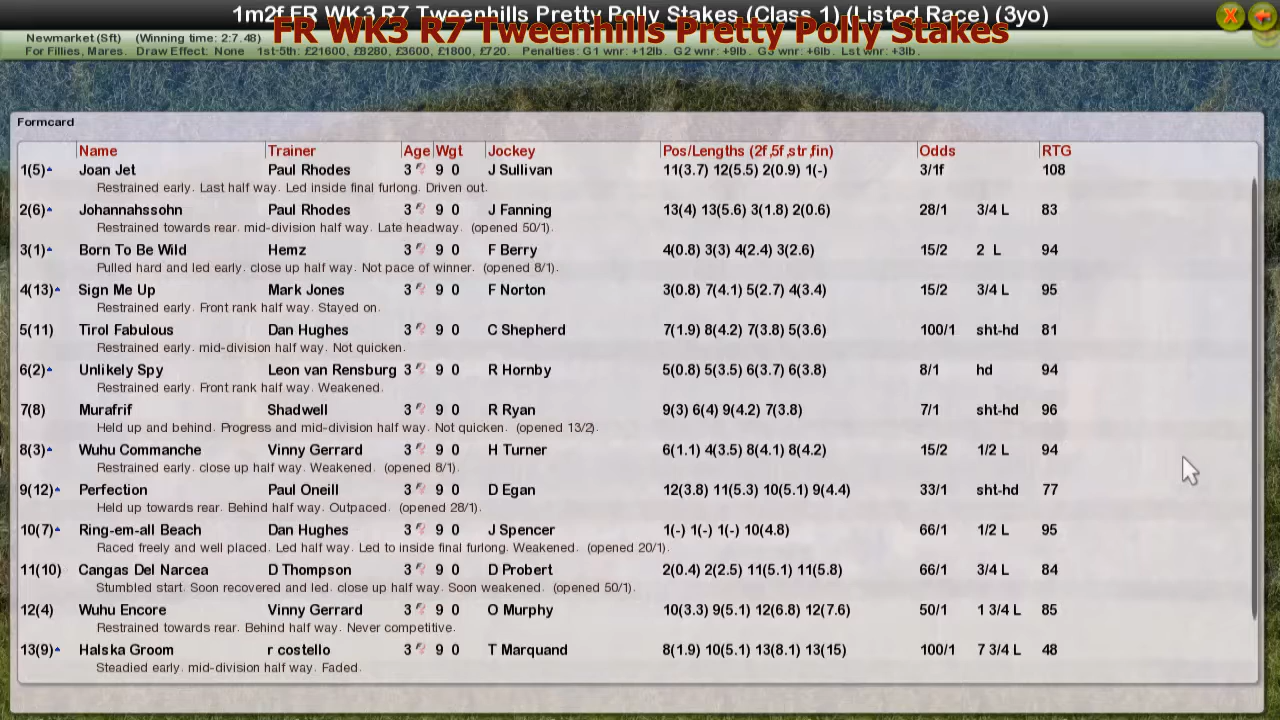 1m2f FR WK3 R7 Tweenhills Pretty Polly Stakes (Class 1) (Listed Race) (3yo)
FR WK3 R7 Tweenhills Pretty Polly Stakes
Newmarket (Sft) (Winning time: 2:7.48)
For Fillies, Mares. Draw Effect: None 1st-5th: £21600, £8280, £3600, £1800, £720. Penalties: G1 wnr: +12lb. G2 wnr: +9lb. G3 wnr: +6lb. Lst wnr: +3lb.
Formcard
Name Trainer Age Wgt Jockey Pos/Lengths (2f,5f,str,fin) Odds RTG
1(5) Joan Jet Paul Rhodes 3 9 0 J Sullivan 11(3.7) 12(5.5) 2(0.9) 1(-) 3/1f 108
Restrained early. Last half way. Led inside final furlong. Driven out.
2(6) Johannahssohn Paul Rhodes 3 9 0 J Fanning 13(4) 13(5.6) 3(1.8) 2(0.6) 28/1 3/4 L 83
Restrained towards rear. mid-division half way. Late headway. (opened 50/1).
3(1) Born To Be Wild Hemz 3 9 0 F Berry 4(0.8) 3(3) 4(2.4) 3(2.6) 15/2 2 L 94
Pulled hard and led early. close up half way. Not pace of winner. (opened 8/1).
4(13) Sign Me Up Mark Jones 3 9 0 F Norton 3(0.8) 7(4.1) 5(2.7) 4(3.4) 15/2 3/4 L 95
Restrained early. Front rank half way. Stayed on.
5(11) Tirol Fabulous Dan Hughes 3 9 0 C Shepherd 7(1.9) 8(4.2) 7(3.8) 5(3.6) 100/1 sht-hd 81
Restrained early. mid-division half way. Not quicken.
6(2) Unlikely Spy Leon van Rensburg 3 9 0 R Hornby 5(0.8) 5(3.5) 6(3.7) 6(3.8) 8/1 hd 94
Restrained early. Front rank half way. Weakened.
7(8) Murafrif Shadwell 3 9 0 R Ryan 9(3) 6(4) 9(4.2) 7(3.8) 7/1 sht-hd 96
Held up and behind. Progress and mid-division half way. Not quicken. (opened 13/2).
8(3) Wuhu Commanche Vinny Gerrard 3 9 0 H Turner 6(1.1) 4(3.5) 8(4.1) 8(4.2) 15/2 1/2 L 94
Restrained early. close up half way. Weakened. (opened 8/1).
9(12) Perfection Paul Oneill 3 9 0 D Egan 12(3.8) 11(5.3) 10(5.1) 9(4.4) 33/1 sht-hd 77
Held up towards rear. Behind half way. Outpaced. (opened 28/1).
10(7) Ring-em-all Beach Dan Hughes 3 9 0 J Spencer 1(-) 1(-) 1(-) 10(4.8) 66/1 1/2 L 95
Raced freely and well placed. Led half way. Led to inside final furlong. Weakened. (opened 20/1).
11(10) Cangas Del Narcea D Thompson 3 9 0 D Probert 2(0.4) 2(2.5) 11(5.1) 11(5.8) 66/1 3/4 L 84
Stumbled start. Soon recovered and led. close up half way. Soon weakened. (opened 50/1).
12(4) Wuhu Encore Vinny Gerrard 3 9 0 O Murphy 10(3.3) 9(5.1) 12(6.8) 12(7.6) 50/1 1 3/4 L 85
Restrained towards rear. Behind half way. Never competitive.
13(9) Halska Groom r costello 3 9 0 T Marquand 8(1.9) 10(5.1) 13(8.1) 13(15) 100/1 7 3/4 L 48
Steadied early. mid-division half way. Faded.